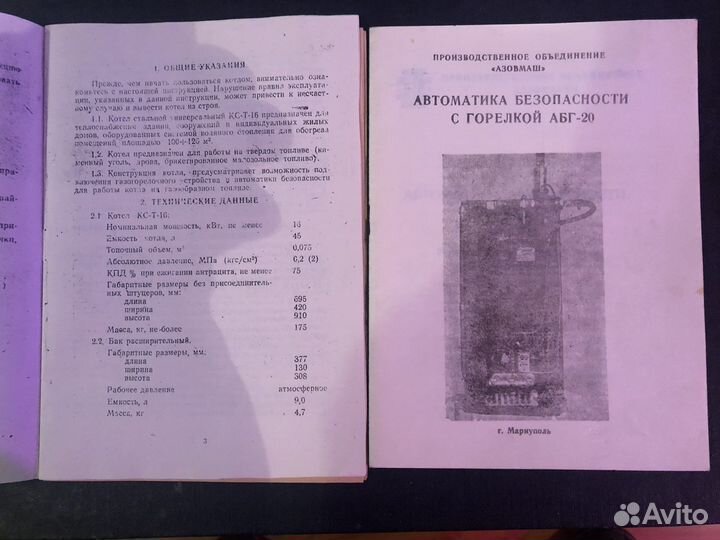 1. ОБЩИЕ УКАЗАНИЯ
Прежде, чем начать пользоваться котлом, внимательно озна-
комьтесь с настоящей инструкцией. Нарушение правил эксплуата-
ции, указанных в данной инструкции, может привести к несчаст-
ному случаю и вывести котел из строя.
1.1. Котел стальной универсальный КС-Т-16 предназначен для
теплоснабжения зданий, сооружений и индивидуальных жилых
домов, оборудованных системой водяного отопления для обогрева
помещений площадью 100÷125 м².
1.2. Котел предназначен для работы на твердом топливе (ка-
менный уголь, дрова, брикетированное малозольное топливо).
1.3. Конструкция котла предусматривает возможность под-
ключения газогорелочного устройства и автоматики безопасности
для работы котла на газообразном топливе.
2. ТЕХНИЧЕСКИЕ ДАННЫЕ
2.1 Котел КС-Т-16:
Номинальная мощность, кВт, не менее 16
Емкость котла, л 45
Топочный объем, м³ 0,075
Абсолютное давление, МПа (кгс/см²) 0,2 (2)
КПД % при сжигании антрацита, не менее 75
Габаритные размеры без присоединитель-
ных штуцеров, мм:
длина 595
ширина 420
высота 910
Масса, кг, не более 175
2.2. Бак расширительный.
Габаритные размеры, мм:
длина 377
ширина 130
высота 308
Рабочее давление атмосферное
Емкость, л 9,0
Масса, кг 4,7
3
ПРОИЗВОДСТВЕННОЕ ОБЪЕДИНЕНИЕ
«АЗОВМАШ»
АВТОМАТИКА БЕЗОПАСНОСТИ
С ГОРЕЛКОЙ АБГ-20
г. Мариуполь
Avito